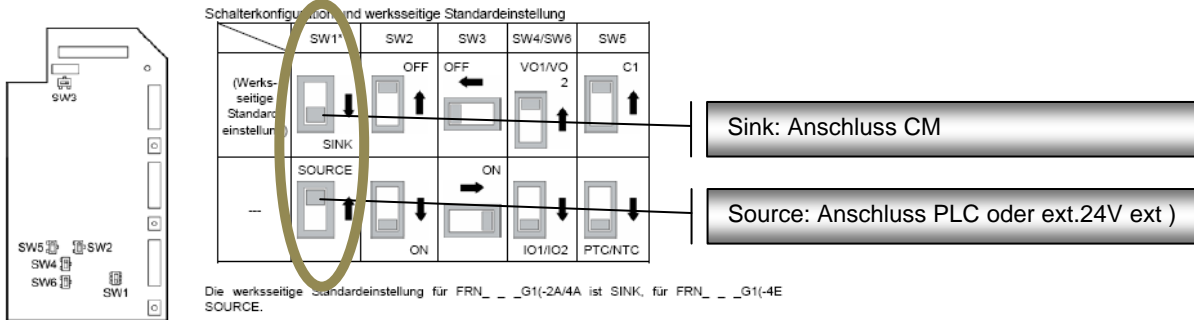 Schalterkonfiguration und werksseitige Standardeinstellung
SW1* SW2 SW3 SW4/SW6 SW5
(Werks-
seitige
Standard
einstellung)
SINK
OFF
OFF
VO1/VO
2
C1
---
SOURCE
ON
ON
IO1/IO2
PTC/NTC
Sink: Anschluss CM
Source: Anschluss PLC oder ext.24V ext )
SW3
SW5 SW2
SW4
SW6
SW1
Die werksseitige Standardeinstellung für FRN_ _ _G1(-2A/4A ist SINK, für FRN_ _ _G1(-4E
SOURCE.